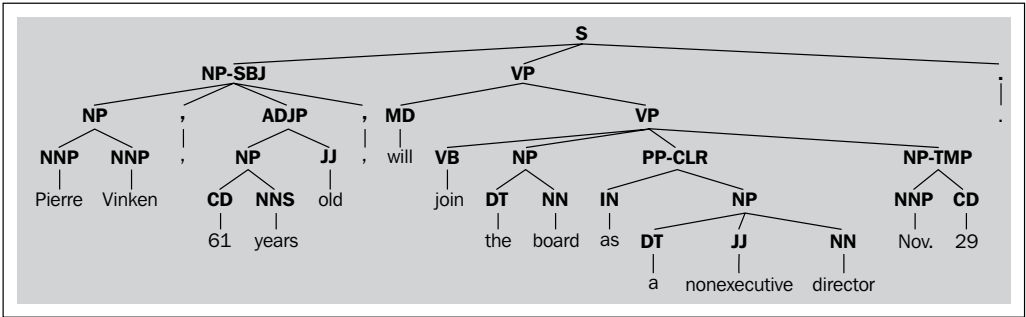 S
NP-SBJ VP .
NP , ADJP , MD VP .
NNP NNP , NP JJ , will VB NP PP-CLR NP-TMP
Pierre Vinken CD NNS old join DT NN IN NP NNP CD
61 years the board as DT JJ NN Nov. 29
a nonexecutive director